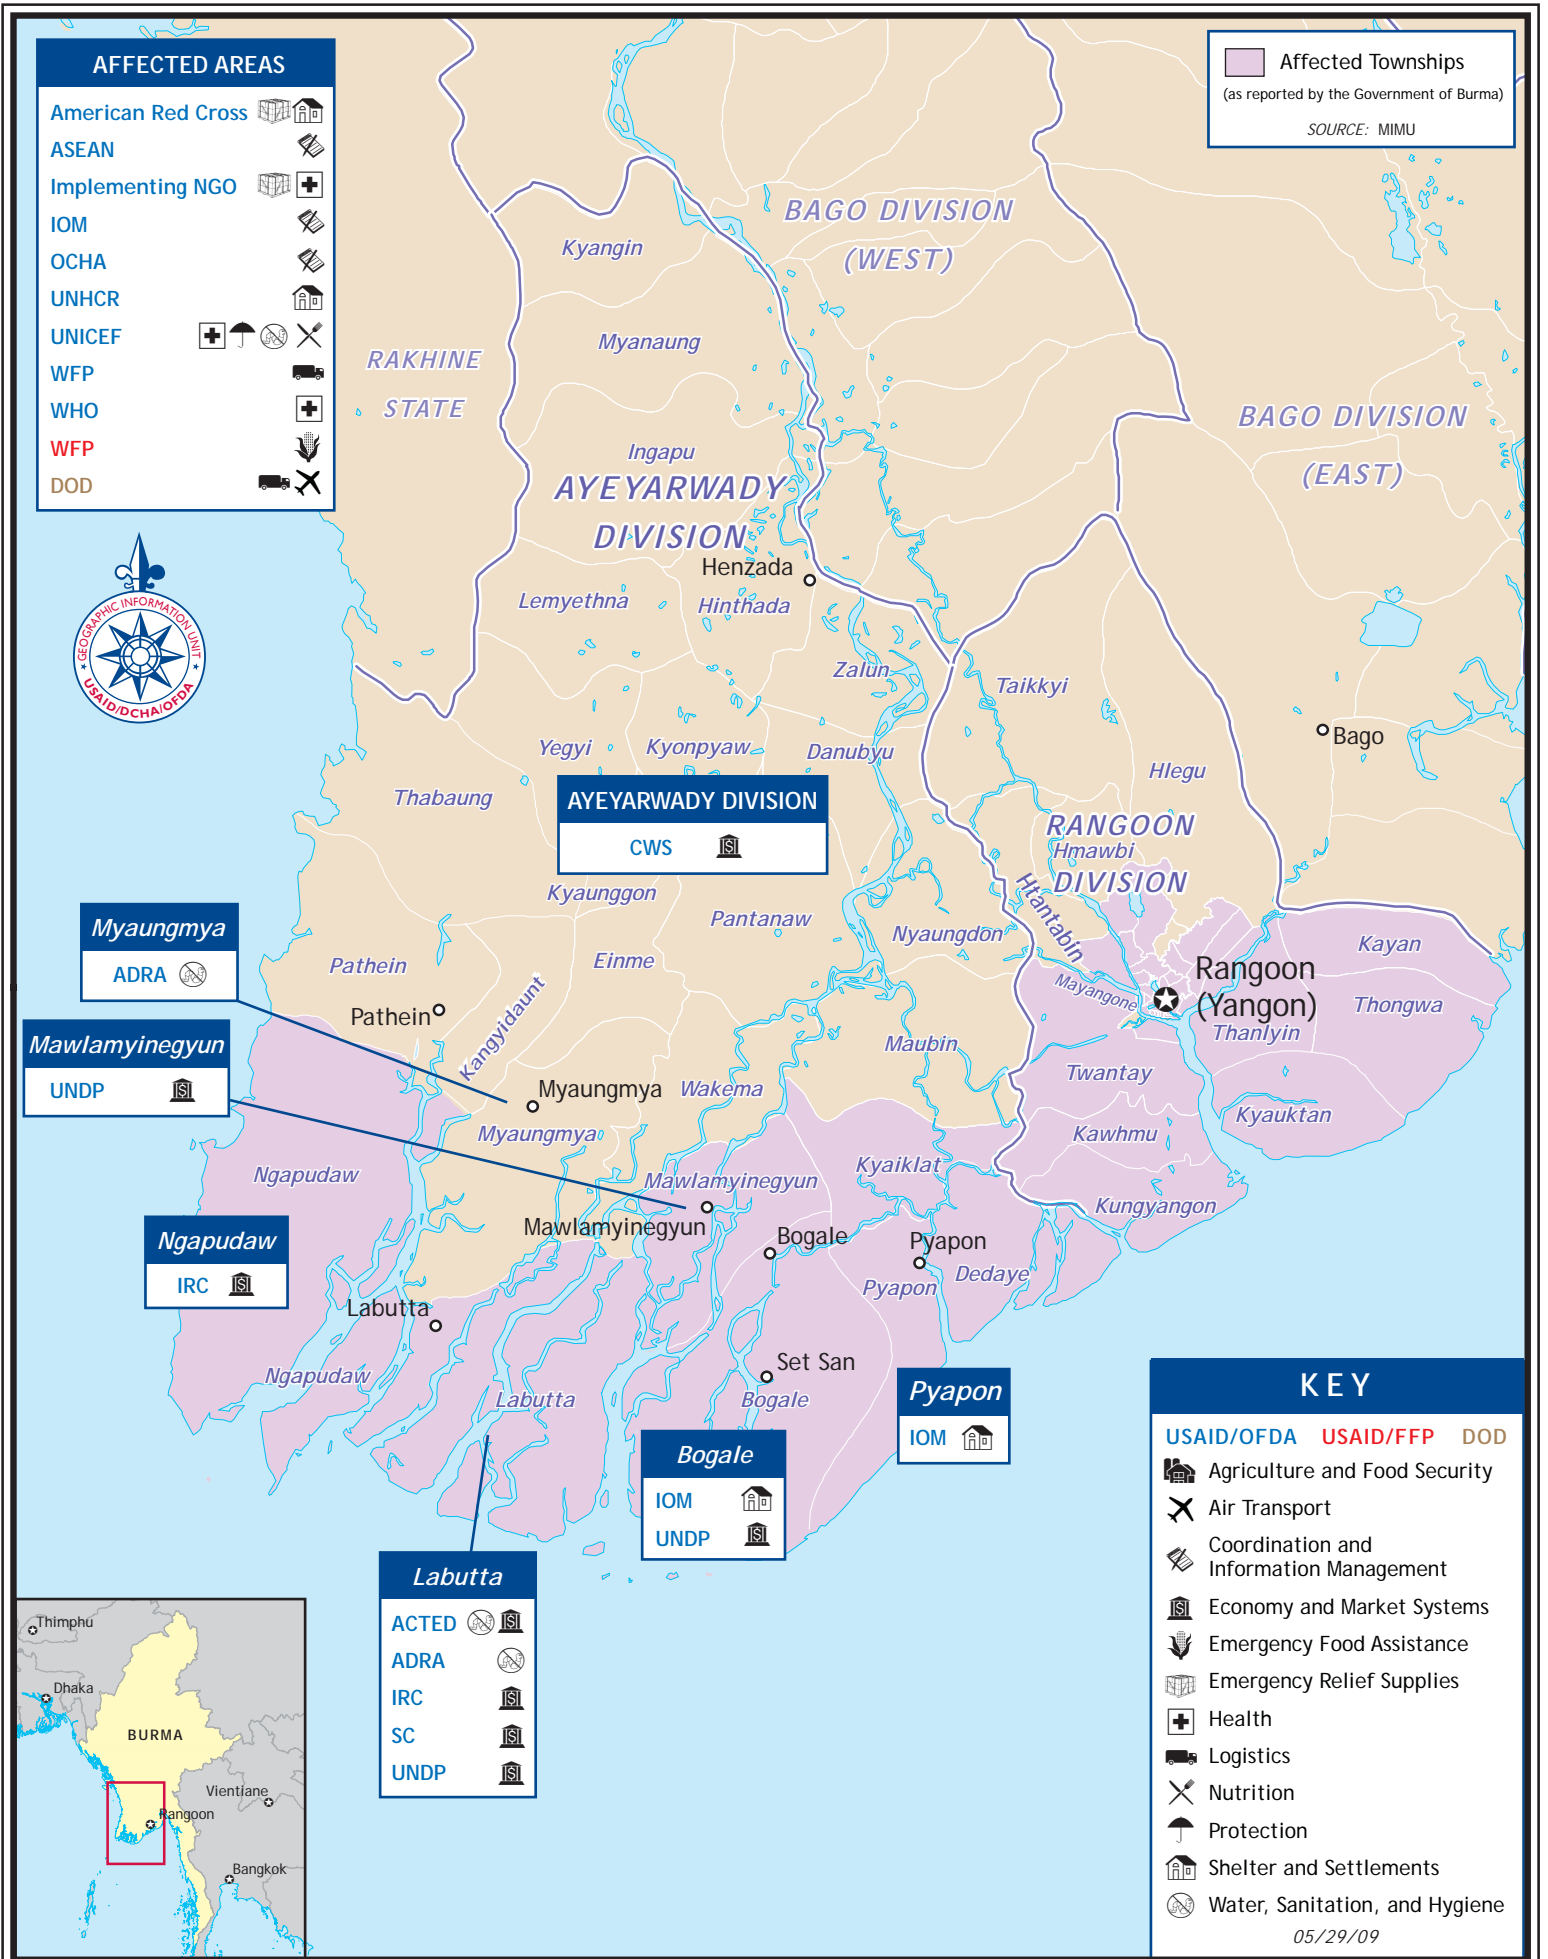 AFFECTED AREAS
American Red Cross
ASEAN
Implementing NGO
IOM
OCHA
UNHCR
UNICEF
WFP
WHO
WFP
DOD
Affected Townships
(as reported by the Government of Burma)
SOURCE: MIMU
GEOGRAPHIC INFORMATION UNIT
USAID/DCHA/OFDA
BAGO DIVISION
(WEST)
Kyangin
Myanaung
RAKHINE
STATE
BAGO DIVISION
(EAST)
Ingapu
AYEYARWADY
DIVISION
Henzada
Lemyethna
Hinthada
Zalun
Taikkyi
Bago
Yegyi
Kyonpyaw
Danubyu
Hlegu
Thabaung
AYEYARWADY DIVISION
CWS
RANGOON
Hmawbi
DIVISION
Htantabin
Kyaunggon
Pantanaw
Nyaungdon
Kayan
Myaungmya
ADRA
Pathein
Einme
Rangoon
(Yangon)
Mayangone
Thongwa
Pathein
Kangyidaunt
Thanlyin
Maubin
Mawlamyinegyun
UNDP
Twantay
Myaungmya
Wakema
Kyauktan
Myaungmya
Kawhmu
Ngapudaw
Mawlamyinegyun
Kyaiklat
Kungyangon
Mawlamyinegyun
Bogale
Pyapon
Ngapudaw
IRC
Dedaye
Pyapon
Labutta
Set San
Ngapudaw
Labutta
Bogale
Pyapon
IOM
Bogale
IOM
UNDP
Labutta
ACTED
ADRA
IRC
SC
UNDP
KEY
USAID/OFDA USAID/FFP DOD
Agriculture and Food Security
Air Transport
Coordination and
Information Management
Economy and Market Systems
Emergency Food Assistance
Emergency Relief Supplies
Health
Logistics
Nutrition
Protection
Shelter and Settlements
Water, Sanitation, and Hygiene
05/29/09
Thimphu
Dhaka
BURMA
Vientiane
Rangoon
Bangkok